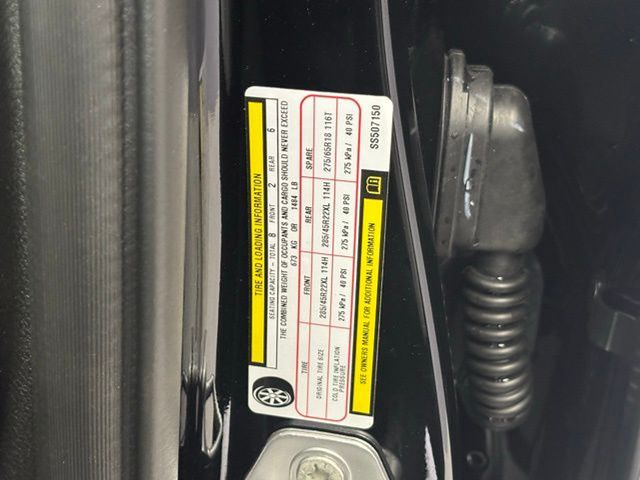 TIRE AND LOADING INFORMATION
SEATING CAPACITY - TOTAL 8 FRONT 2 REAR 6
THE COMBINED WEIGHT OF OCCUPANTS AND CARGO SHOULD NEVER EXCEED
673 KG OR 1484 LB
TIRE FRONT REAR SPARE
ORIGINAL TIRE SIZE 285/45R22XL 114H 285/45R22XL 114H 275/65R18 116T
COLD TIRE INFLATION PRESSURE 275 kPa / 40 PSI 275 kPa / 40 PSI 275 kPa / 40 PSI
SEE OWNERS MANUAL FOR ADDITIONAL INFORMATION
SS507150